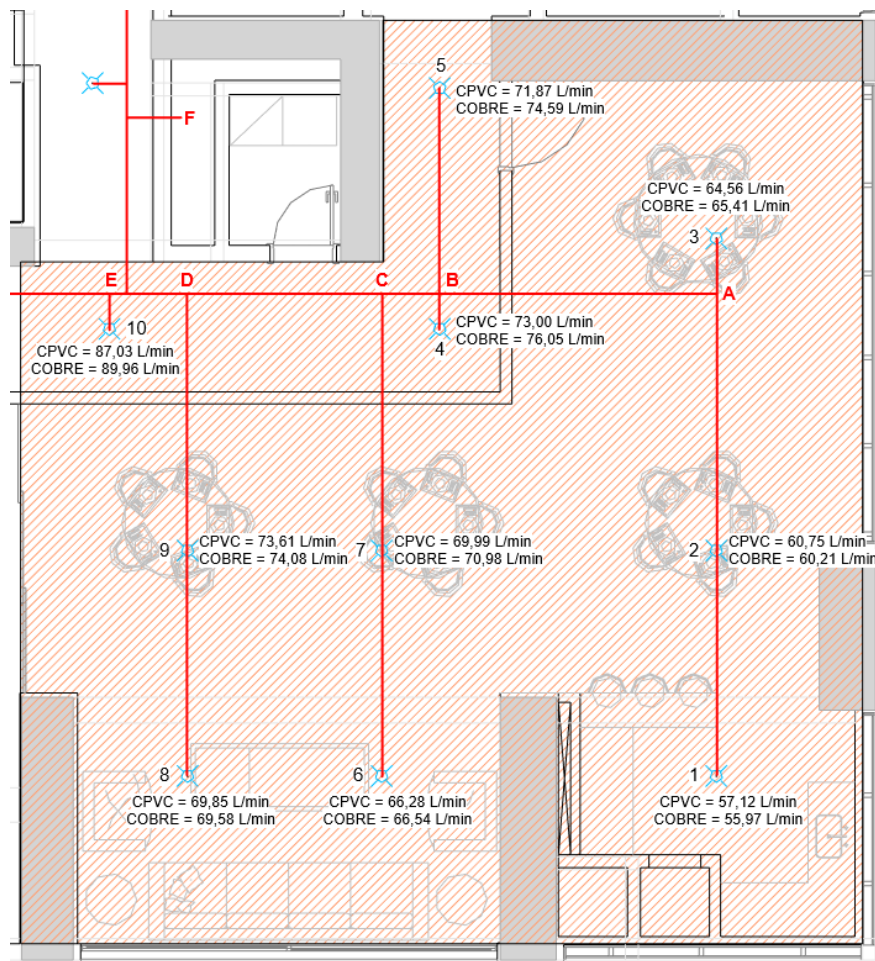 5
CPVC = 71,87 L/min
COBRE = 74,59 L/min
F
CPVC = 64,56 L/min
COBRE = 65,41 L/min
3
E
D
C
B
A
10
CPVC = 87,03 L/min
COBRE = 89,96 L/min
CPVC = 73,00 L/min
COBRE = 76,05 L/min
4
9
CPVC = 73,61 L/min
COBRE = 74,08 L/min
7
CPVC = 69,99 L/min
COBRE = 70,98 L/min
2
CPVC = 60,75 L/min
COBRE = 60,21 L/min
8
CPVC = 69,85 L/min
COBRE = 69,58 L/min
6
CPVC = 66,28 L/min
COBRE = 66,54 L/min
1
CPVC = 57,12 L/min
COBRE = 55,97 L/min